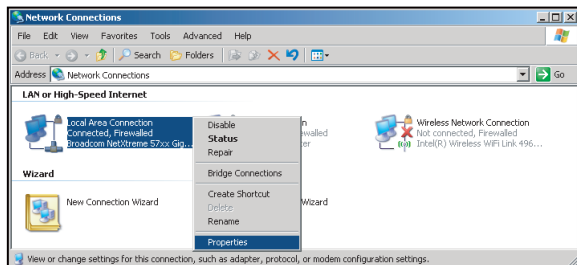 Network Connections
File Edit View Favorites Tools Advanced Help
Back Search Folders
Address Network Connections Go
LAN or High-Speed Internet
Local Area Connection
Connected, Firewalled
Broadcom NetXtreme 57xx Gig...
Disable
Status
Repair
Bridge Connections
Create Shortcut
Delete
Rename
Properties
Wireless Network Connection
Not connected, Firewalled
Intel(R) Wireless WiFi Link 496...
Wizard
New Connection Wizard
Wizard
View or change settings for this connection, such as adapter, protocol, or modem configuration settings.